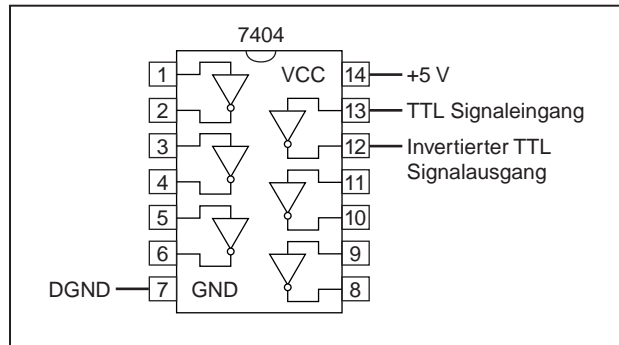 7404
1 VCC 14 +5 V
2 13 TTL Signaleingang
3 12 Invertierter TTL
Signalausgang
4 11
5 10
6 9
DGND 7 GND 8